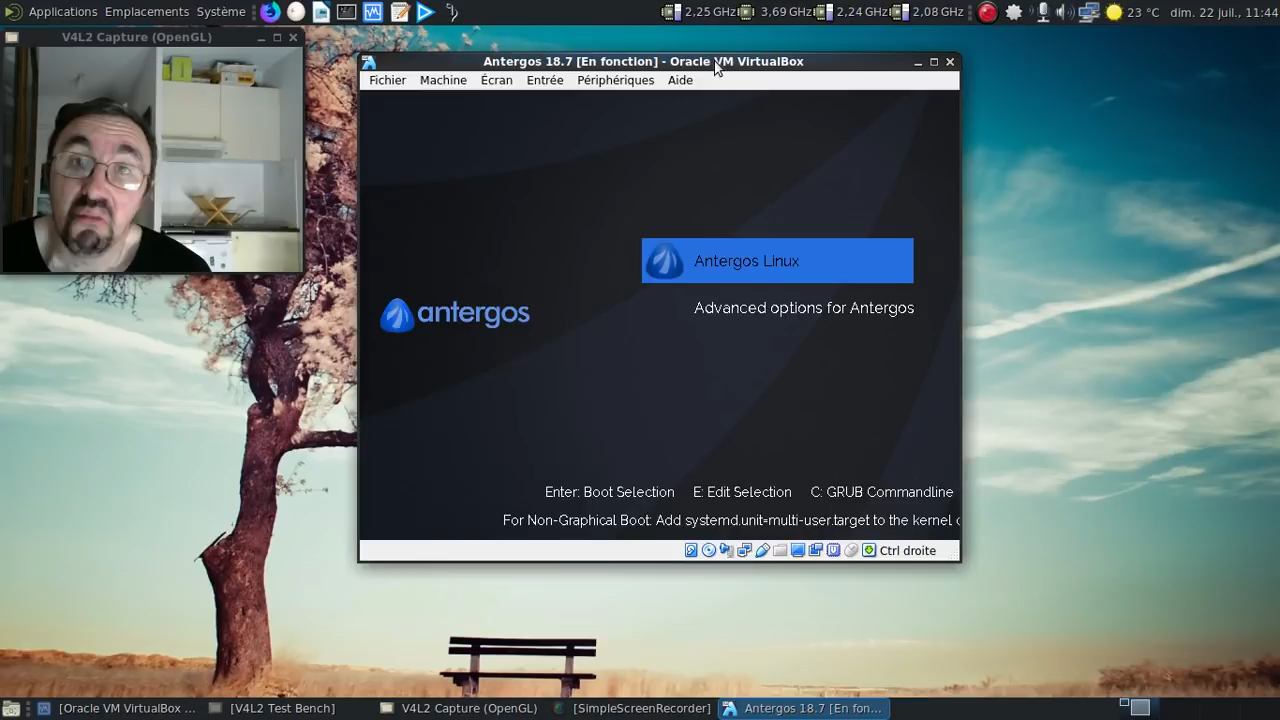 Applications Emplacements Système
2,25 GHz 3,59 GHz 2,24 GHz 2,08 GHz 23 °C dim. 22 juil., 11:44
V4L2 Capture (OpenGL)
Antergos 18.7 [En fonction] - Oracle VM VirtualBox
Fichier Machine Écran Entrée Périphériques Aide
Antergos Linux
Advanced options for Antergos
antergos
Enter: Boot Selection E: Edit Selection C: GRUB Commandline
For Non-Graphical Boot: Add systemd.unit=multi-user.target to the kernel
Ctrl droite
[Oracle VM VirtualBox ... [V4L2 Test Bench] V4L2 Capture (OpenGL) [SimpleScreenRecorder] Antergos 18.7 [En fon...